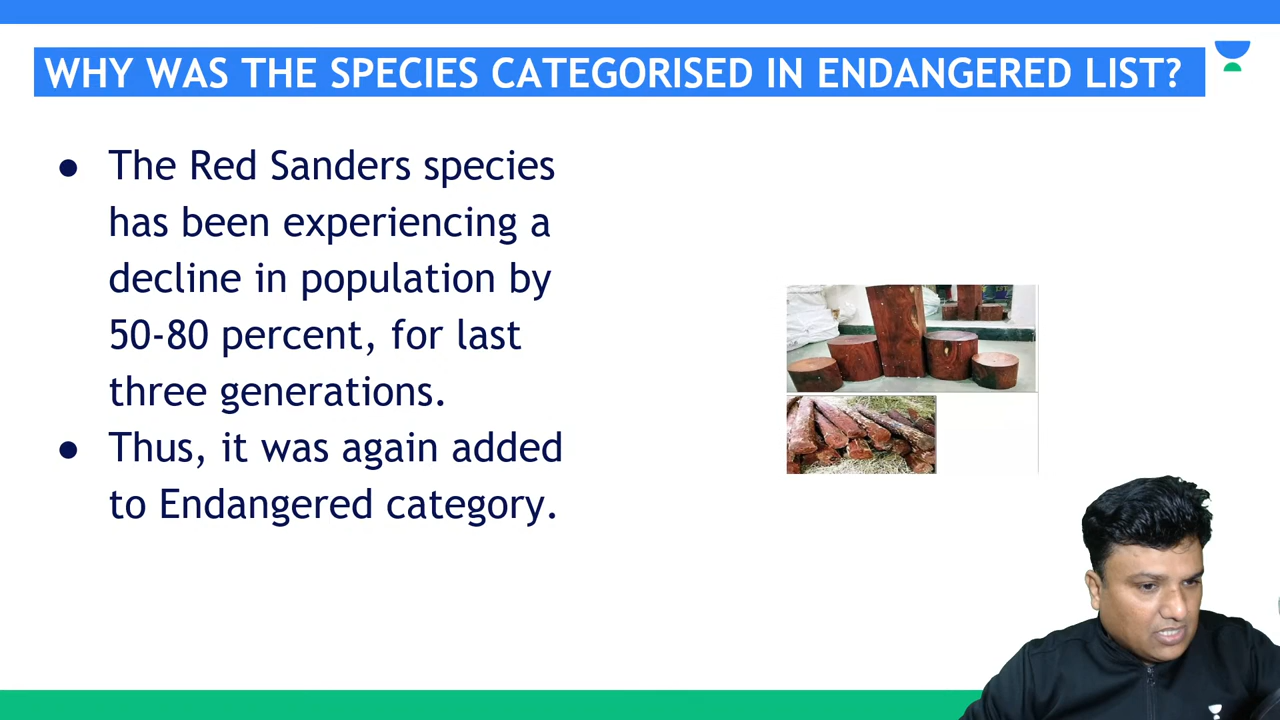 WHY WAS THE SPECIES CATEGORISED IN ENDANGERED LIST?
● The Red Sanders species
has been experiencing a
decline in population by
50-80 percent, for last
three generations.
● Thus, it was again added
to Endangered category.